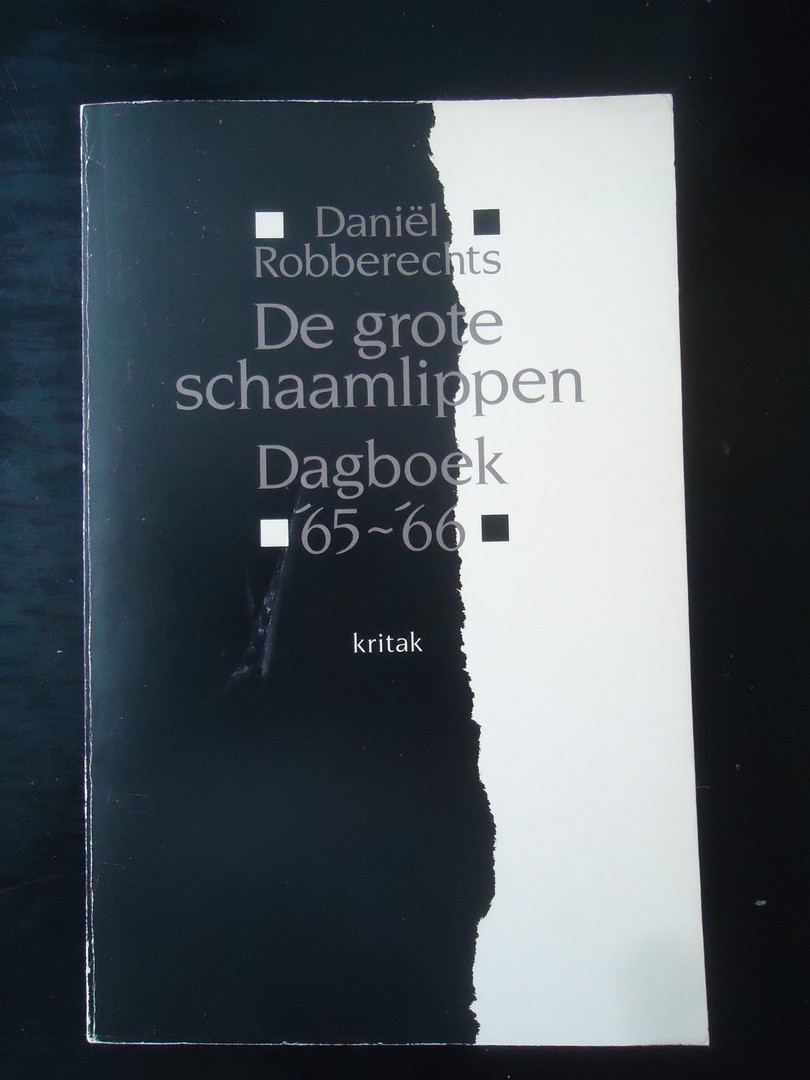 Daniël
Robberechts
De grote
schaamlippen
Dagboek
´65~´66
kritak